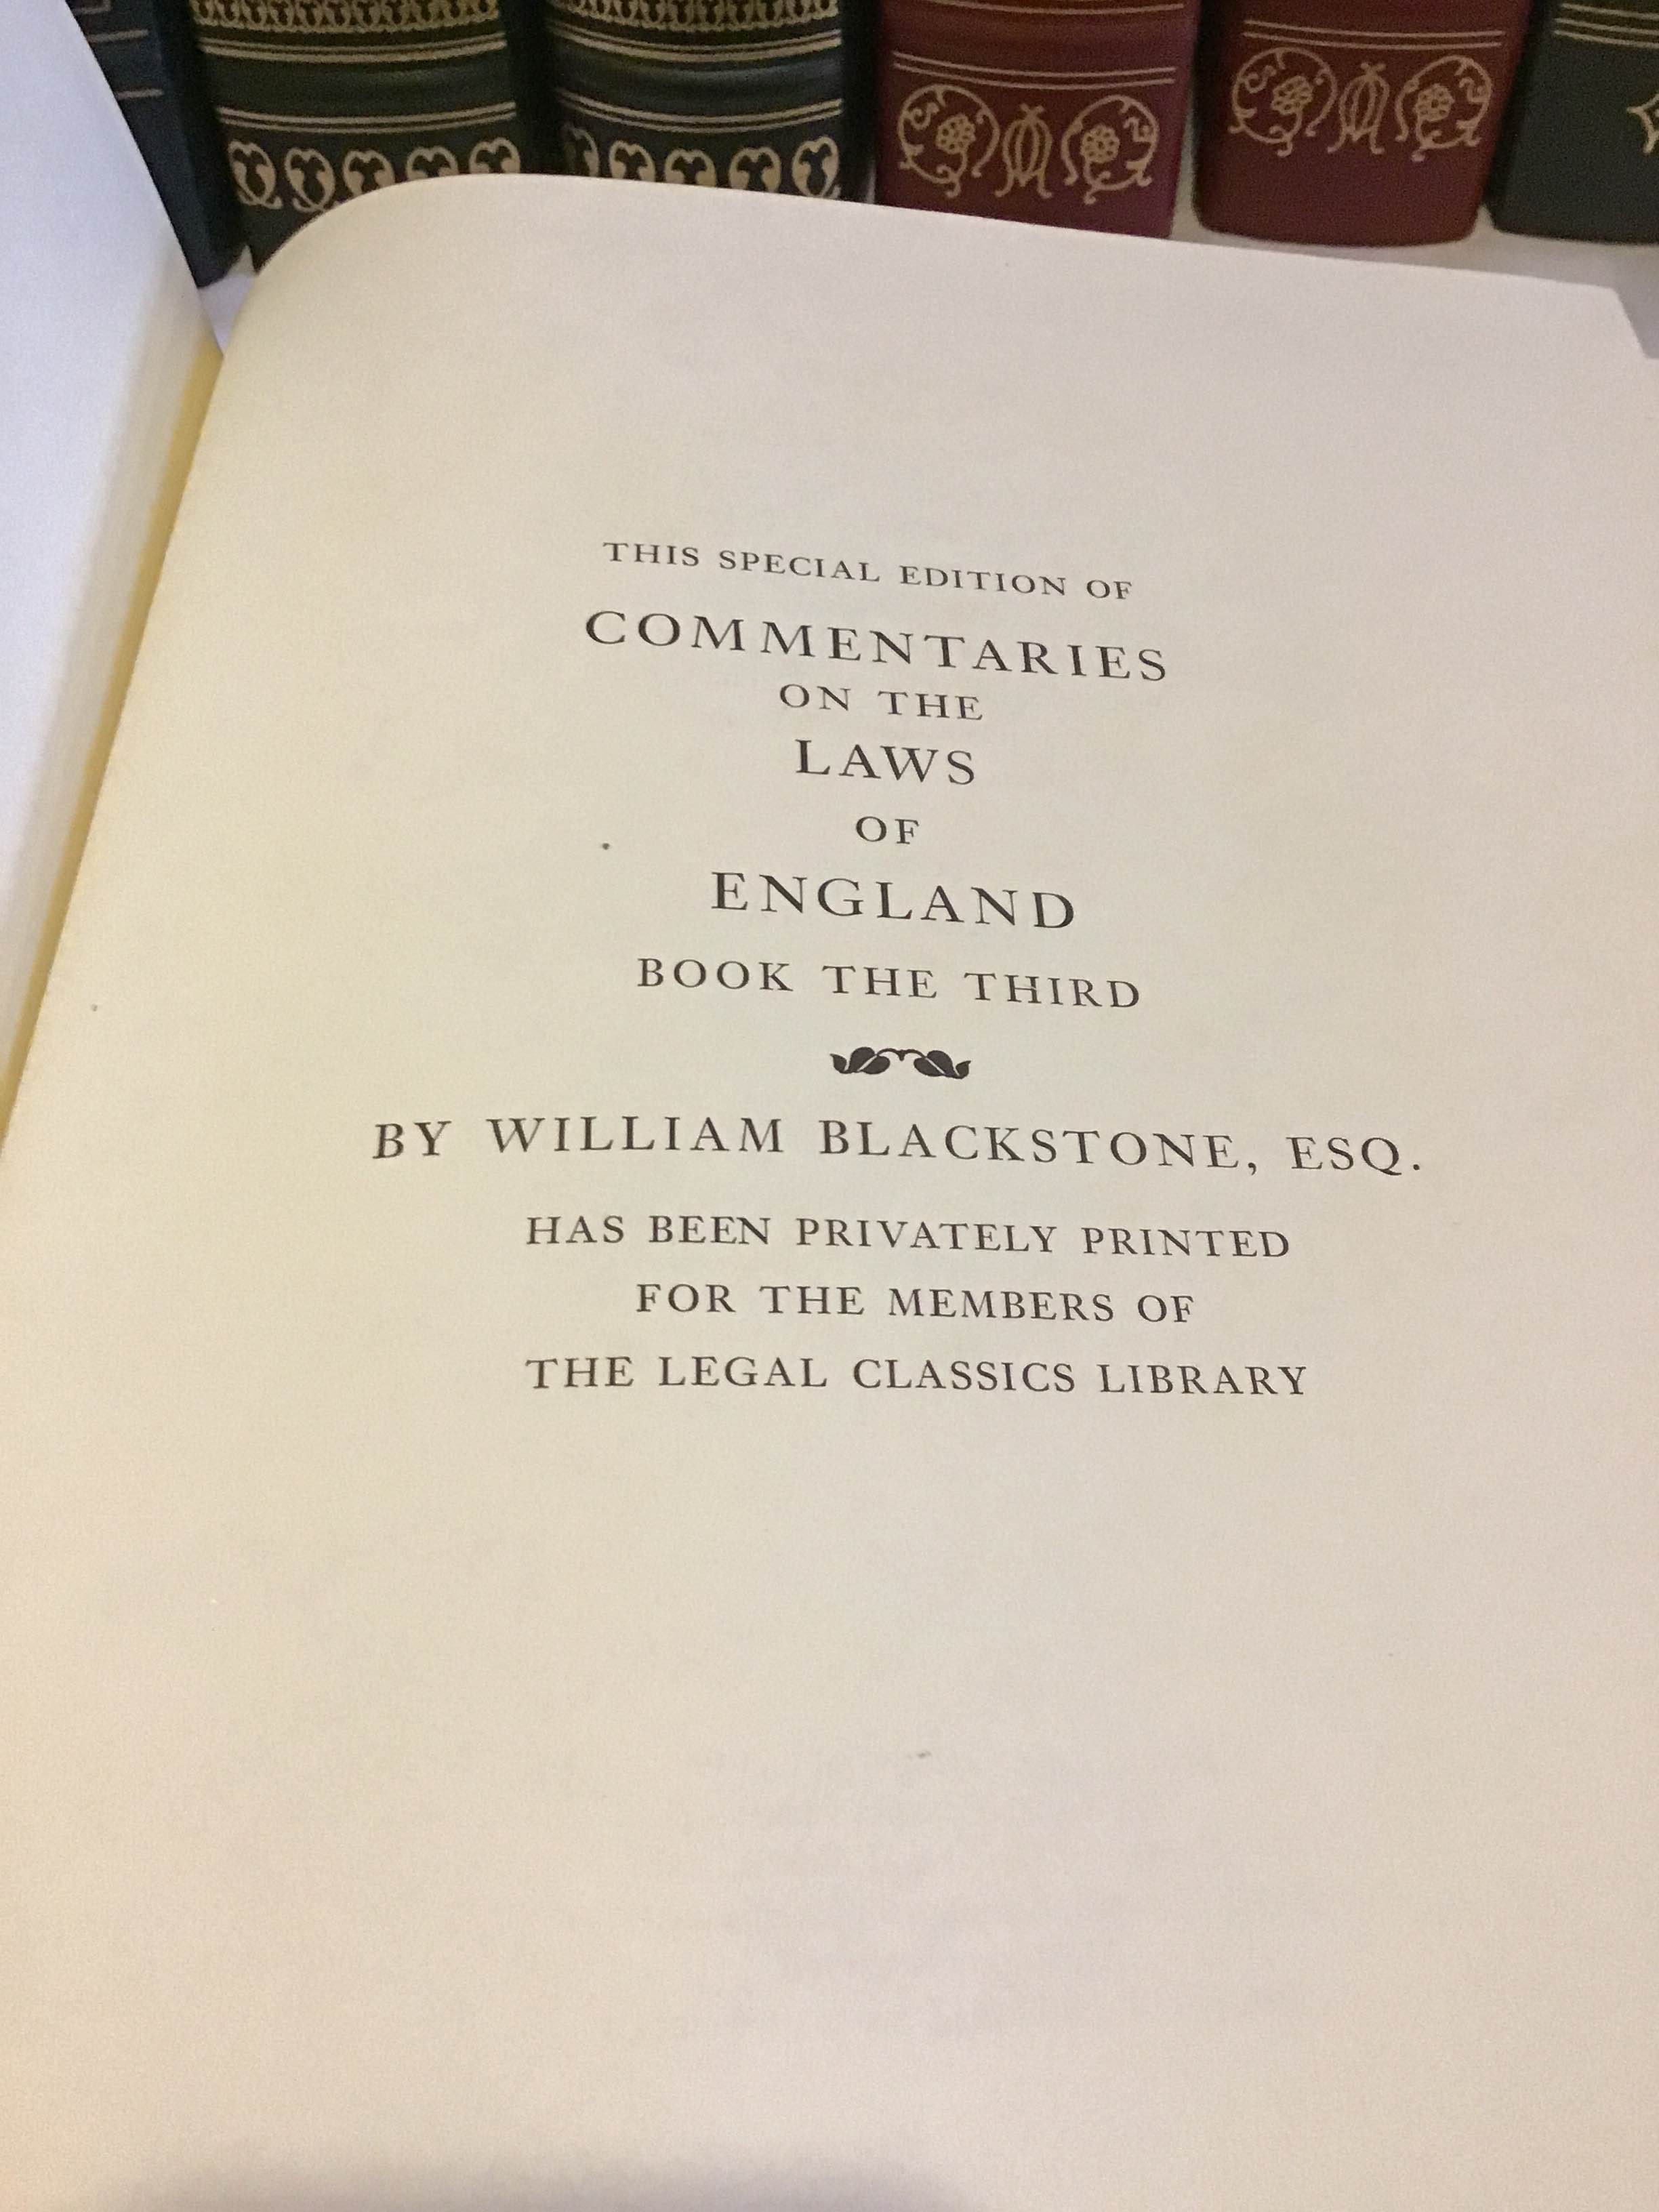 THIS SPECIAL EDITION OF
COMMENTARIES
ON THE
LAWS
OF
ENGLAND
BOOK THE THIRD
BY WILLIAM BLACKSTONE, ESQ.
HAS BEEN PRIVATELY PRINTED
FOR THE MEMBERS OF
THE LEGAL CLASSICS LIBRARY